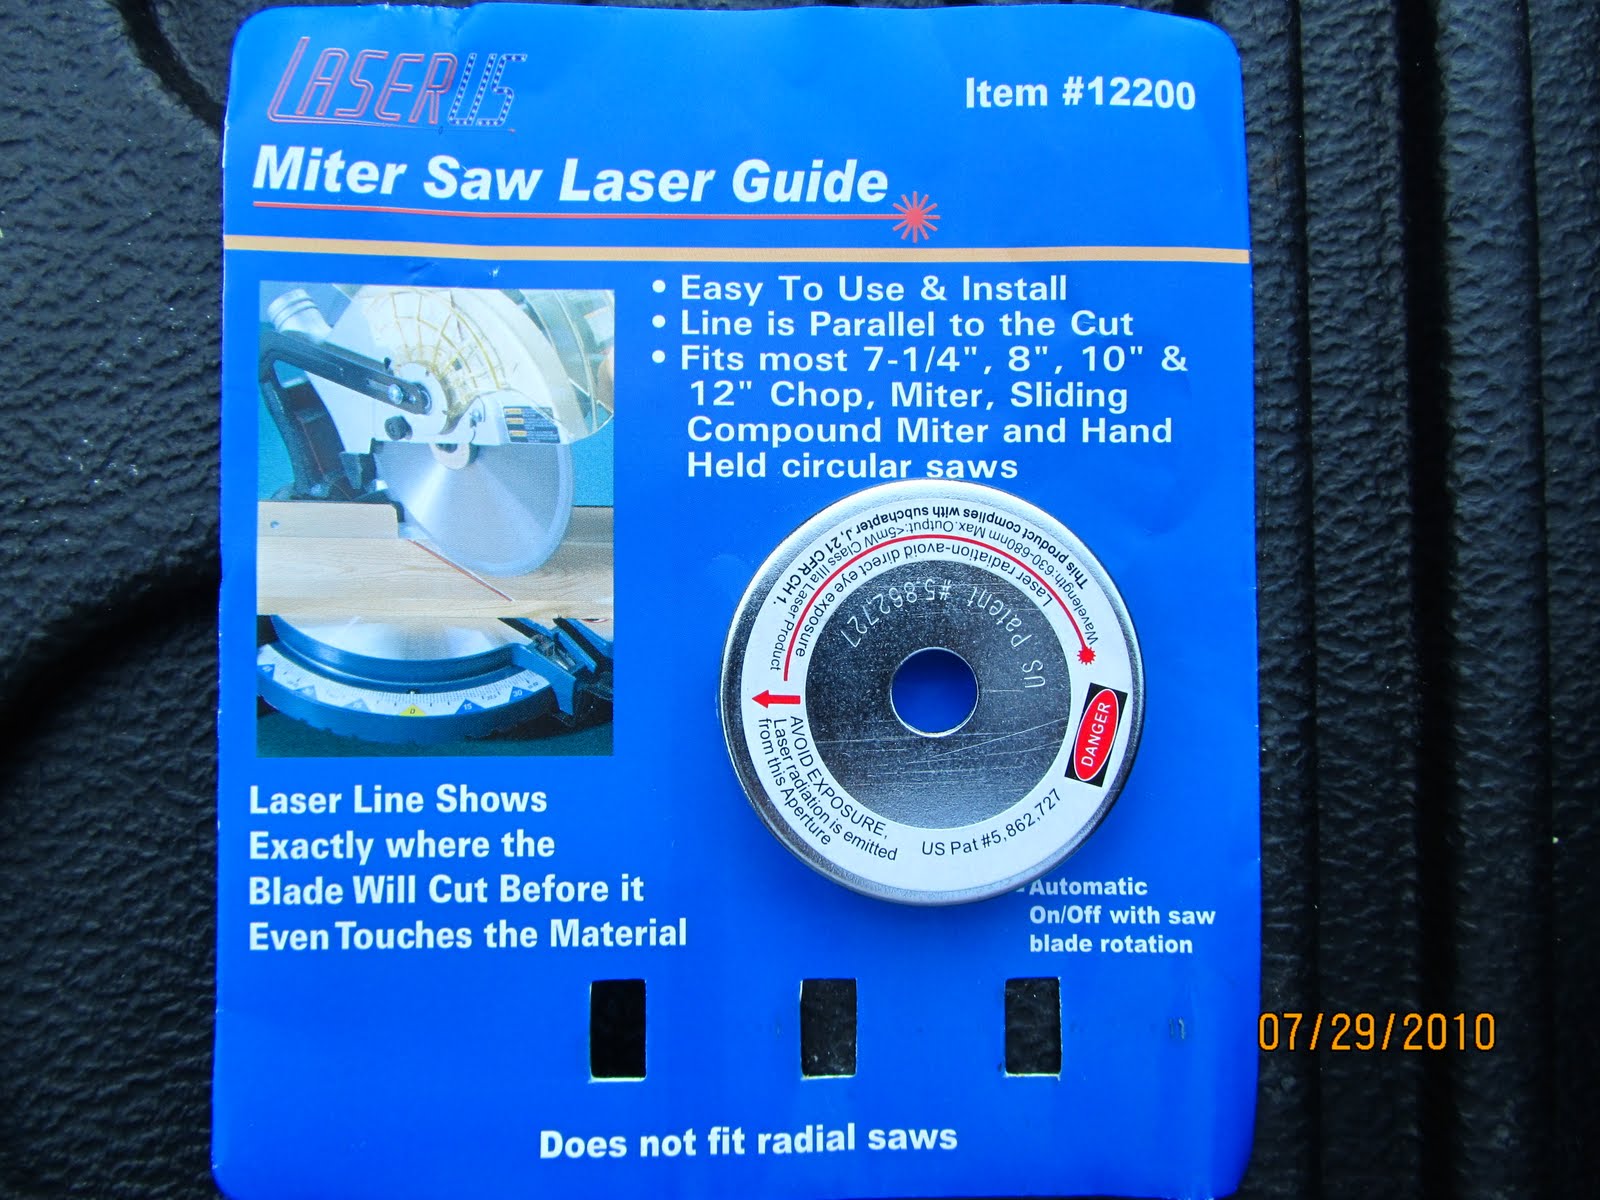 LASERUS
Item #12200
Miter Saw Laser Guide
• Easy To Use & Install
• Line is Parallel to the Cut
• Fits most 7-1/4", 8", 10" &
12" Chop, Miter, Sliding
Compound Miter and Hand
Held circular saws
This product complies with subchapter J, 21 CFR CH 1.
Wavelength:630-680nm Max.Output:<5mW Class IIIa Laser Product
Laser radiation-avoid direct eye exposure
US Patent #5,862,727
AVOID EXPOSURE,
Laser radiation is emitted
from this Aperture
US Pat #5,862,727
DANGER
Laser Line Shows
Exactly where the
Blade Will Cut Before it
Even Touches the Material
Automatic
On/Off with saw
blade rotation
07/29/2010
Does not fit radial saws